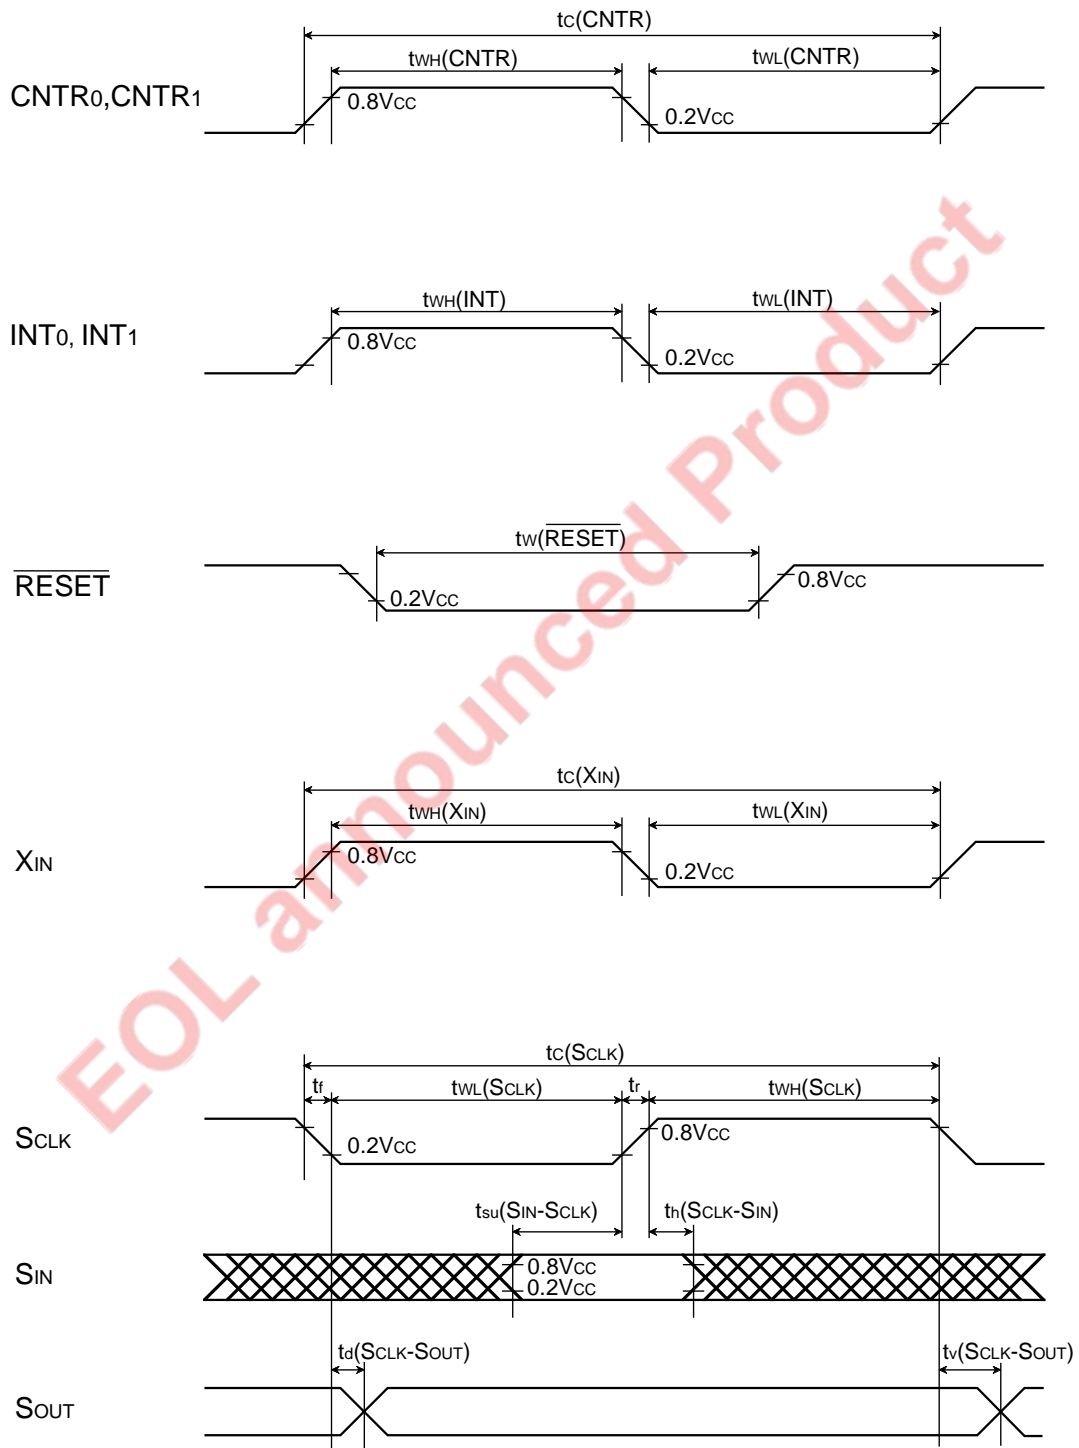 tC(CNTR)
tWH(CNTR) tWL(CNTR)
CNTR0,CNTR1
0.8VCC
0.2VCC
tWH(INT) tWL(INT)
INT0, INT1
0.8VCC
0.2VCC
tW(RESET)
RESET
0.2VCC
0.8VCC
tC(XIN)
tWH(XIN) tWL(XIN)
XIN
0.8VCC
0.2VCC
tC(SCLK)
tf tWL(SCLK) tr tWH(SCLK)
SCLK
0.2VCC
0.8VCC
tsu(SIN-SCLK) th(SCLK-SIN)
SIN
0.8VCC
0.2VCC
td(SCLK-SOUT) tv(SCLK-SOUT)
SOUT
EOL announced Product